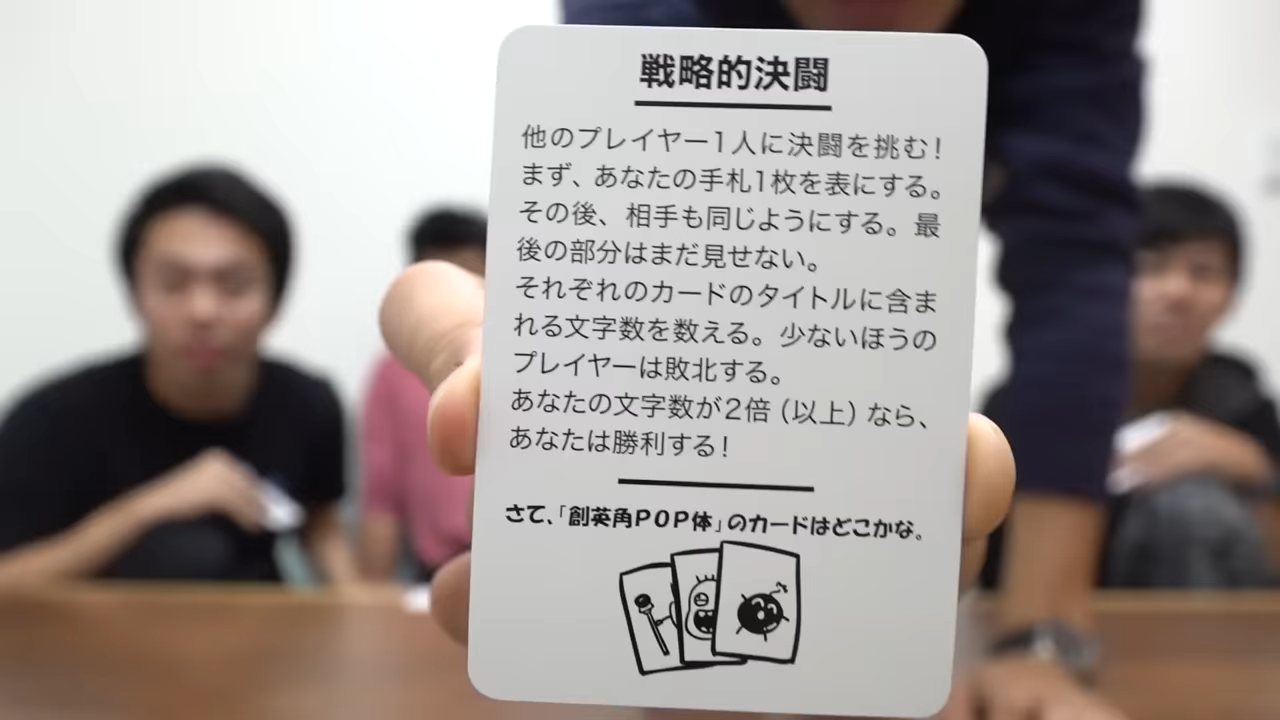 戦略的決闘
他のプレイヤー1人に決闘を挑む!
まず、あなたの手札1枚を表にする。
その後、相手も同じようにする。最
後の部分はまだ見せない。
それぞれのカードのタイトルに含ま
れる文字数を数える。少ないほうの
プレイヤーは敗北する。
あなたの文字数が2倍(以上)なら、
あなたは勝利する!
さて、「創英角POP体」のカードはどこかな。